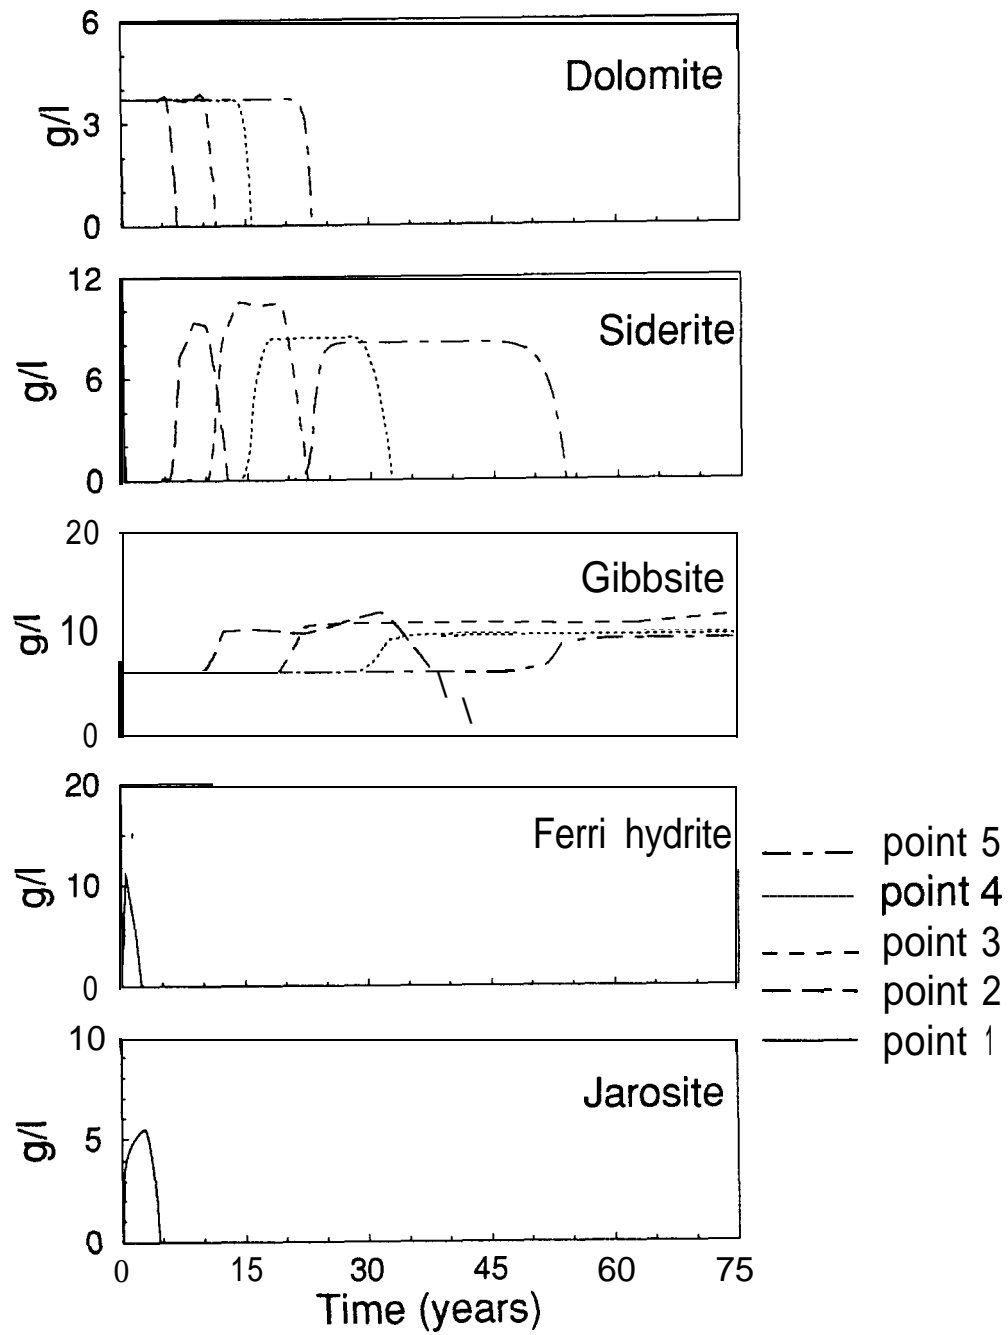 6
Dolomite
g/l
3
0
12
Siderite
g/l
6
0
20
Gibbsite
g/l
10
0
20
Ferri hydrite
g/l
10
0
point 5
point 4
point 3
point 2
point 1
10
Jarosite
g/l
5
0
0 15 30 45 60 75
Time (years)